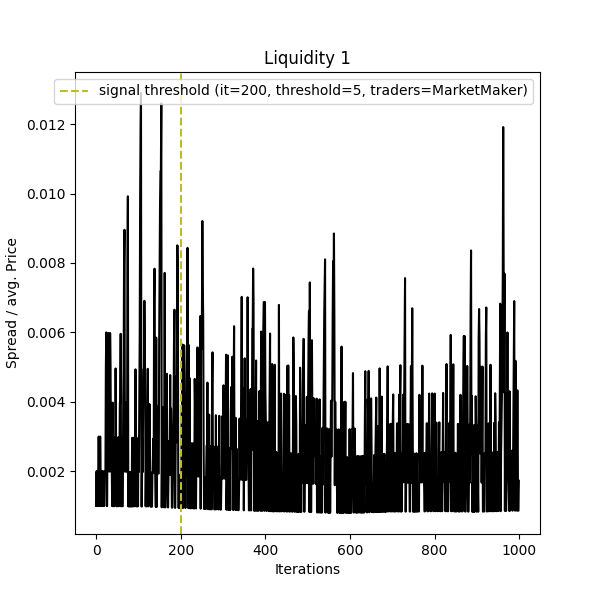 Liquidity 1
signal threshold (it=200, threshold=5, traders=MarketMaker)
Spread / avg. Price
0.012
0.010
0.008
0.006
0.004
0.002
0 200 400 600 800 1000
Iterations